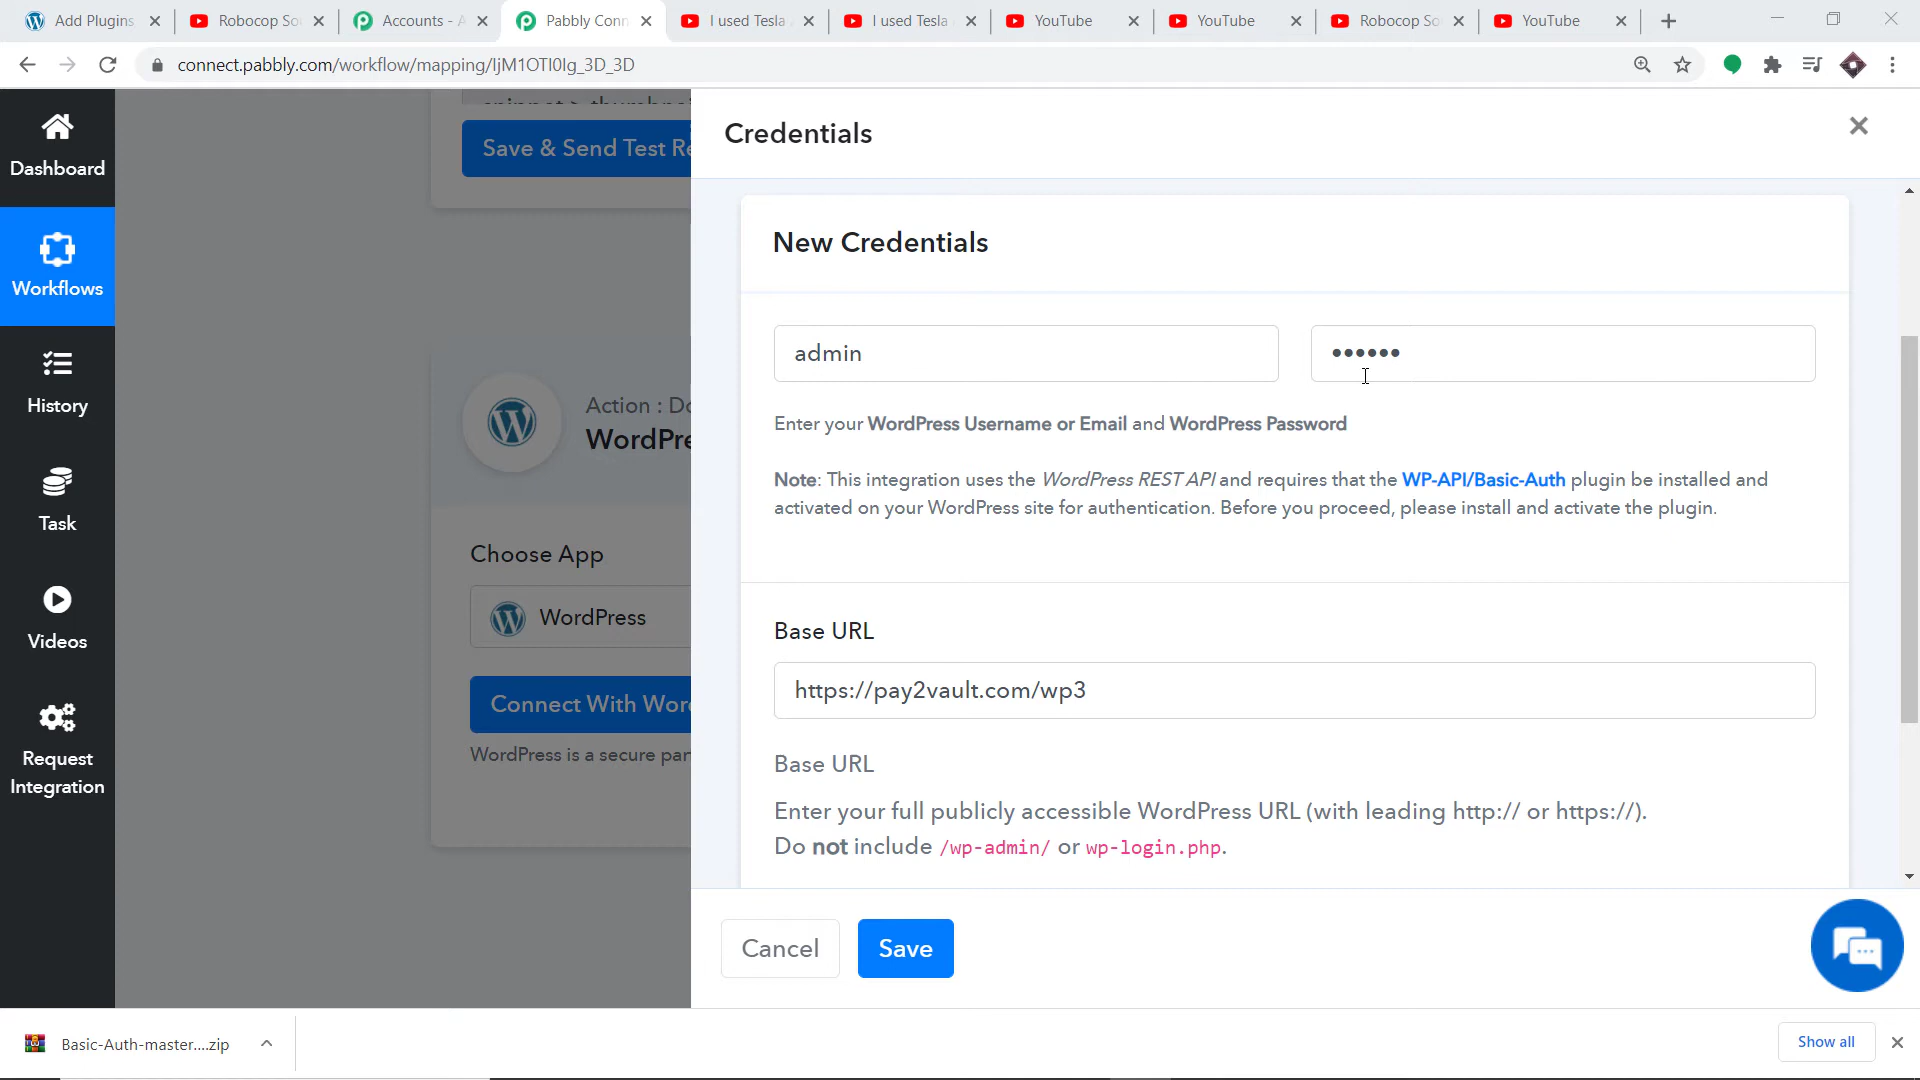 Add Plugins
Robocop So
Accounts - A
Pabbly Conn
I used Tesla
I used Tesla
YouTube
YouTube
Robocop So
YouTube
connect.pabbly.com/workflow/mapping/IjM1OTI0Ig_3D_3D
Dashboard
Workflows
History
Task
Videos
Request
Integration
Save & Send Test Re
Action : Do
WordPre
Choose App
WordPress
Connect With Wor
WordPress is a secure par
Credentials
New Credentials
admin
••••••
Enter your WordPress Username or Email and WordPress Password
Note: This integration uses the WordPress REST API and requires that the WP-API/Basic-Auth plugin be installed and
activated on your WordPress site for authentication. Before you proceed, please install and activate the plugin.
Base URL
https://pay2vault.com/wp3
Base URL
Enter your full publicly accessible WordPress URL (with leading http:// or https://).
Do not include /wp-admin/ or wp-login.php.
Cancel
Save
Basic-Auth-master....zip
Show all